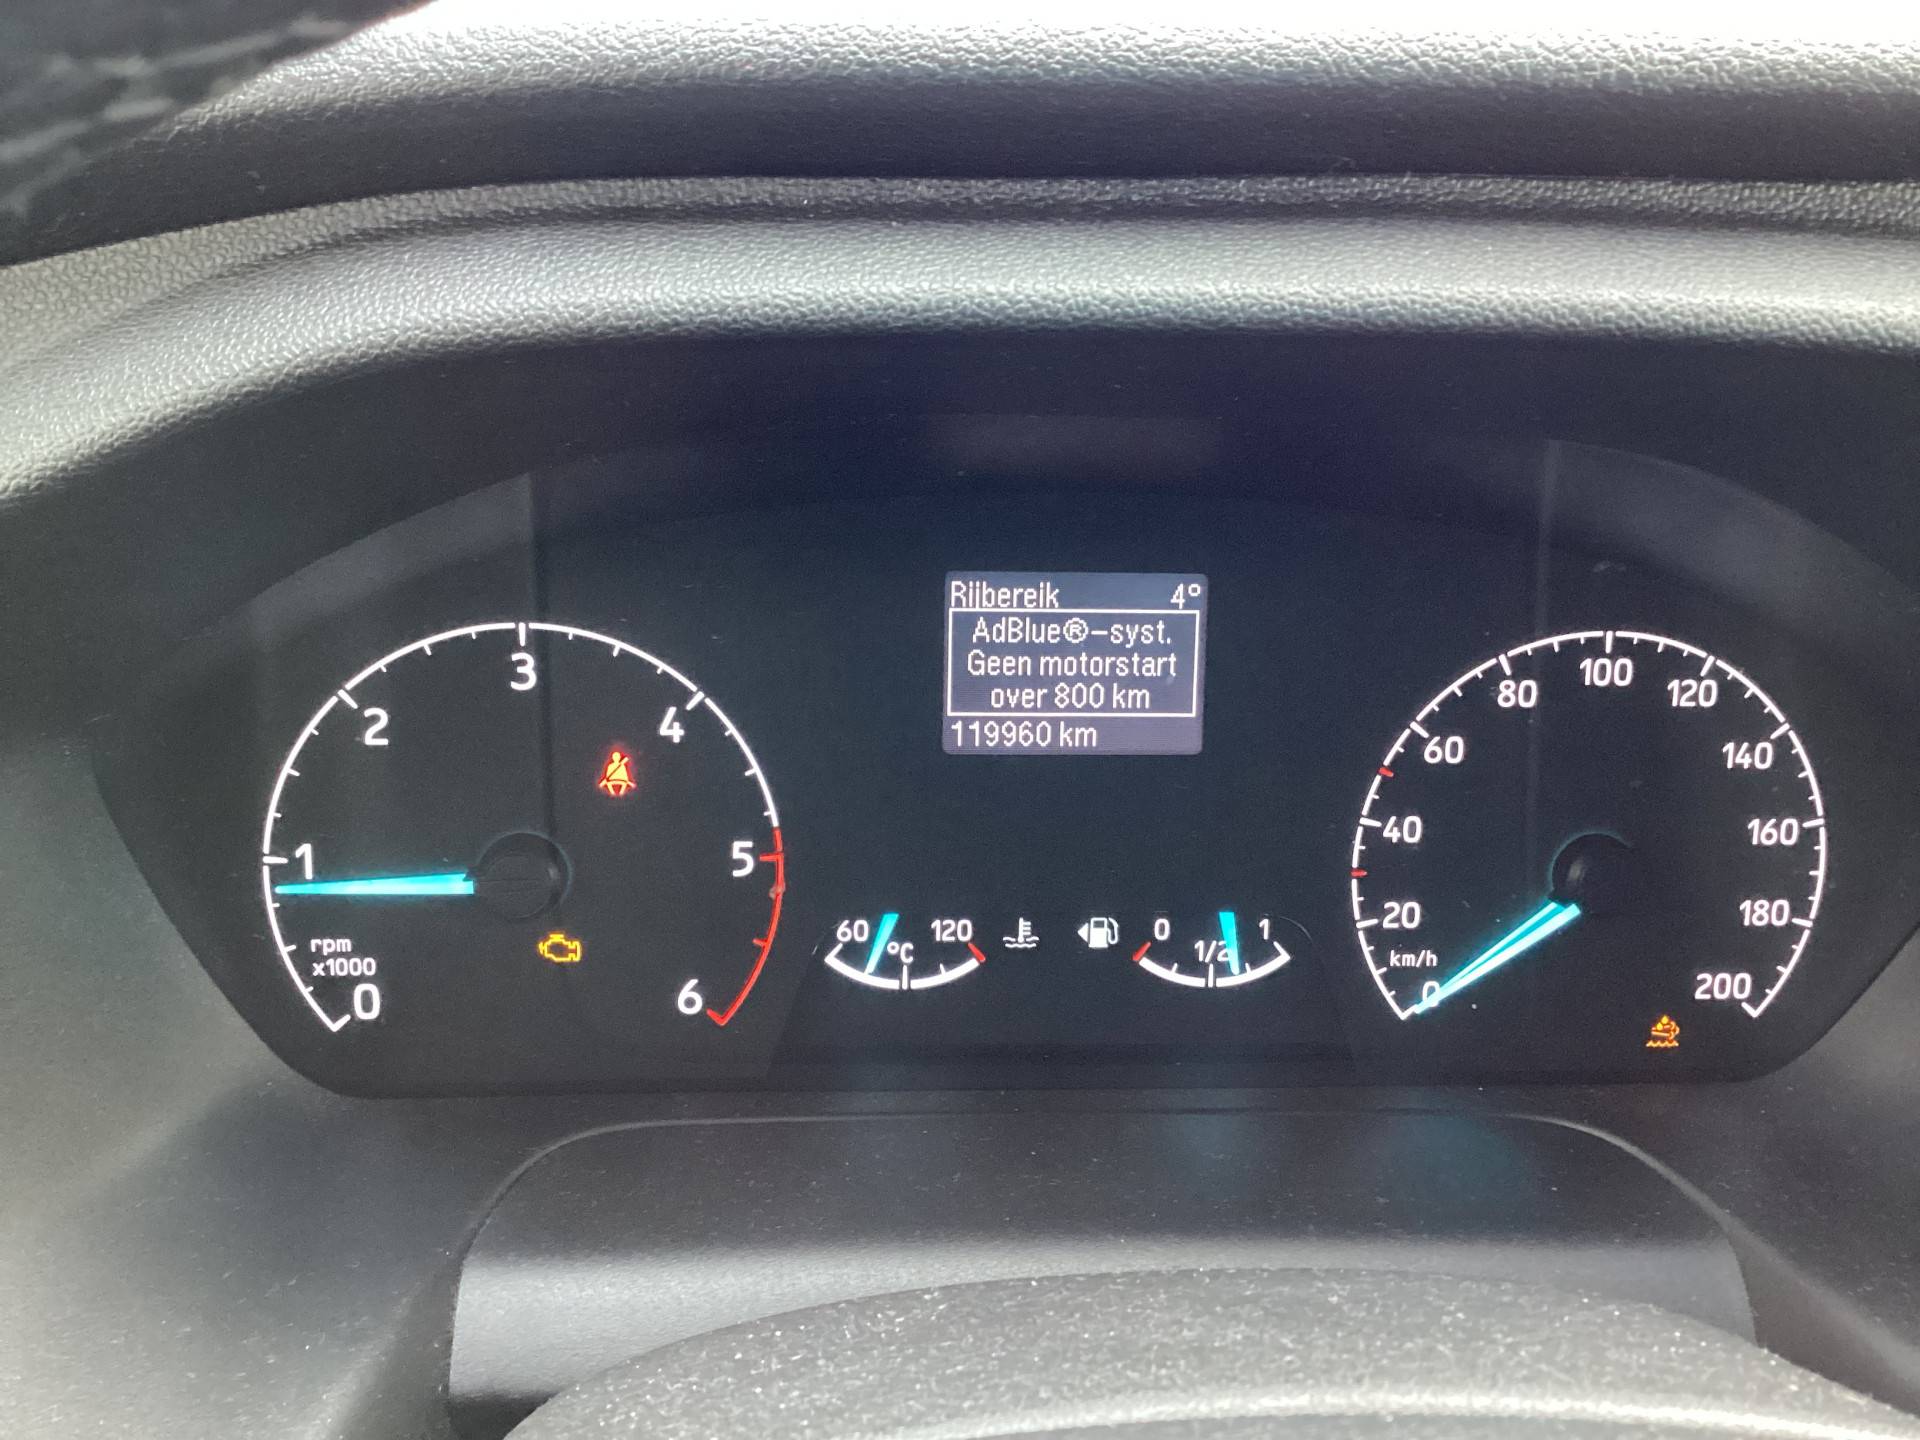 Rijbereik 4°
AdBlue®-syst.
Geen motorstart
over 800 km
119960 km
0
1
2
3
4
5
6
rpm
x1000
60
°C
120
0
1/2
1
0
20
40
60
80
100
120
140
160
180
200
km/h